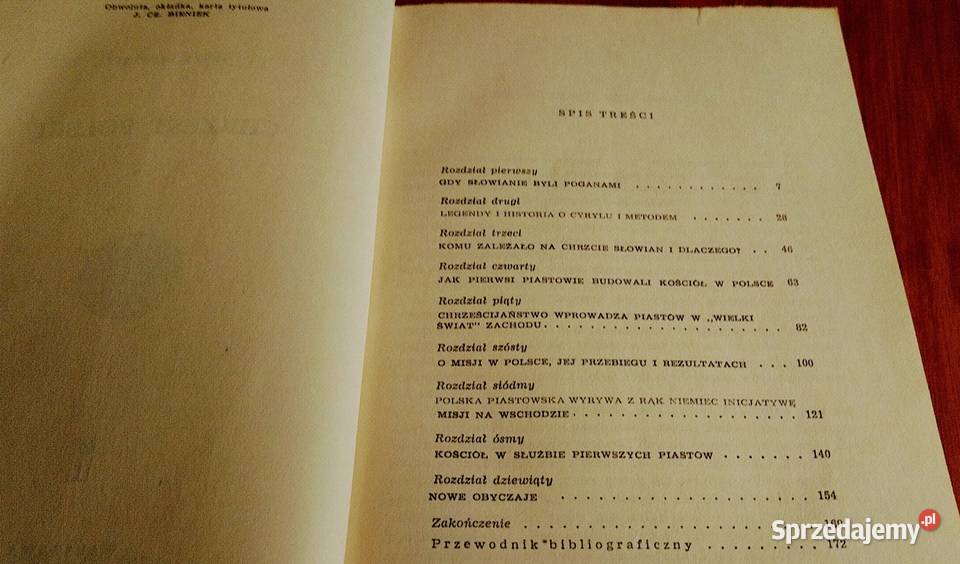 Obwoluta, okładka, karta tytułowa
J. CZ. BIENIEK
SPIS TREŚCI
Rozdział pierwszy
GDY SŁOWIANIE BYLI POGANAMI . . . . . . . . . . . . 7
Rozdział drugi
LEGENDY I HISTORIA O CYRYLU I METODEM . . . . . . . 28
Rozdział trzeci
KOMU ZALEŻAŁO NA CHRZCIE SŁOWIAN I DLACZEGO? . . 46
Rozdział czwarty
JAK PIERWSI PIASTOWIE BUDOWALI KOŚCIÓŁ W POLSCE 63
Rozdział piąty
CHRZEŚCIJAŃSTWO WPROWADZA PIASTÓW W „WIELKI
ŚWIAT" ZACHODU . . . . . . . . . . . . . . . . . . . . . 82
Rozdział szósty
O MISJI W POLSCE, JEJ PRZEBIEGU I REZULTATACH . . . 100
Rozdział siódmy
POLSKA PIASTOWSKA WYRYWA Z RĄK NIEMIEC INICJATYWĘ
MISJI NA WSCHODZIE . . . . . . . . . . . . . . . . . . . 121
Rozdział ósmy
KOŚCIÓŁ W SŁUŻBIE PIERWSZYCH PIASTÓW . . . . . . . 140
Rozdział dziewiąty
NOWE OBYCZAJE . . . . . . . . . . . . . . . . . . . 154
Zakończenie . . . . . . . . . . . . . . . . . . . .
Przewodnik bibliograficzny . . . . . . . . . 172
Sprzedajemy.pl